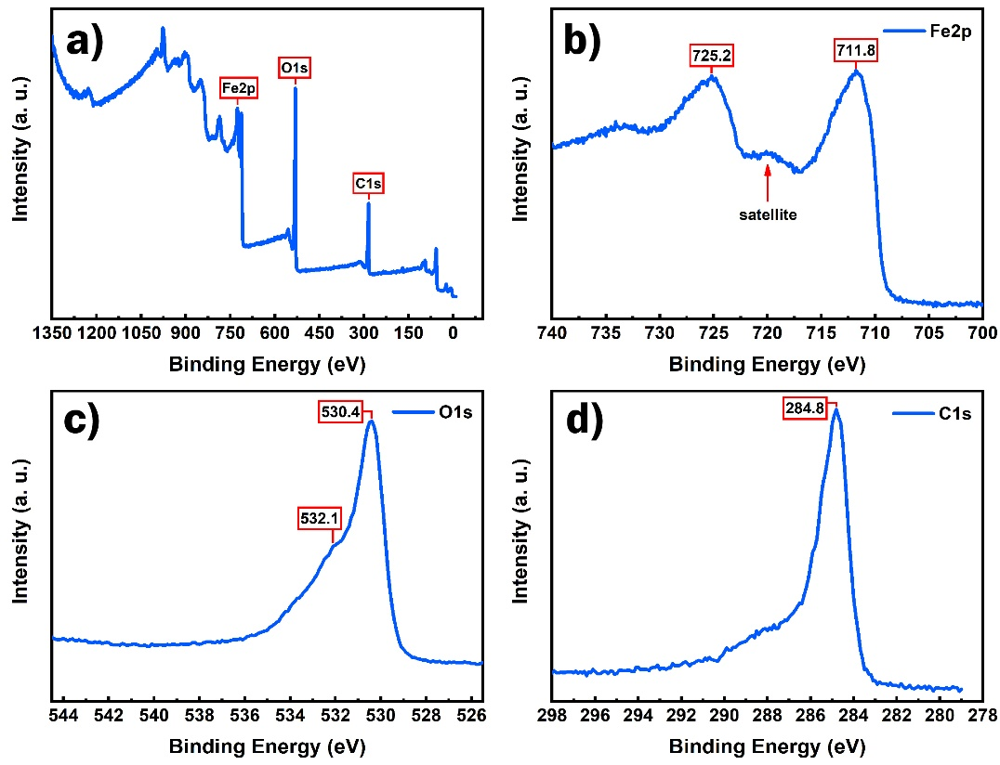 a)
Intensity (a. u.)
Fe2p
O1s
C1s
1350 1200 1050 900 750 600 450 300 150 0
Binding Energy (eV)
b)
Fe2p
Intensity (a. u.)
725.2
711.8
satellite
740 735 730 725 720 715 710 705 700
Binding Energy (eV)
c)
O1s
Intensity (a. u.)
530.4
532.1
544 542 540 538 536 534 532 530 528 526
Binding Energy (eV)
d)
C1s
Intensity (a. u.)
284.8
298 296 294 292 290 288 286 284 282 280 278
Binding Energy (eV)